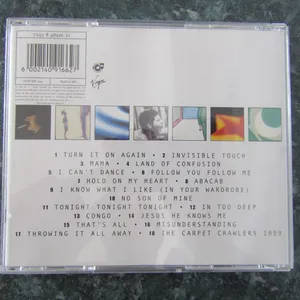 6002140916627
Virgin
1 TURN IT ON AGAIN • 2 INVISIBLE TOUCH
3 MAMA • 4 LAND OF CONFUSION
5 I CAN'T DANCE • 6 FOLLOW YOU FOLLOW ME
7 HOLD ON MY HEART • 8 ABACAB
9 I KNOW WHAT I LIKE (IN YOUR WARDROBE)
10 NO SON OF MINE
11 TONIGHT TONIGHT TONIGHT • 12 IN TOO DEEP
13 CONGO • 14 JESUS HE KNOWS ME
15 THAT'S ALL • 16 MISUNDERSTANDING
17 THROWING IT ALL AWAY • 18 THE CARPET CRAWLERS 1999